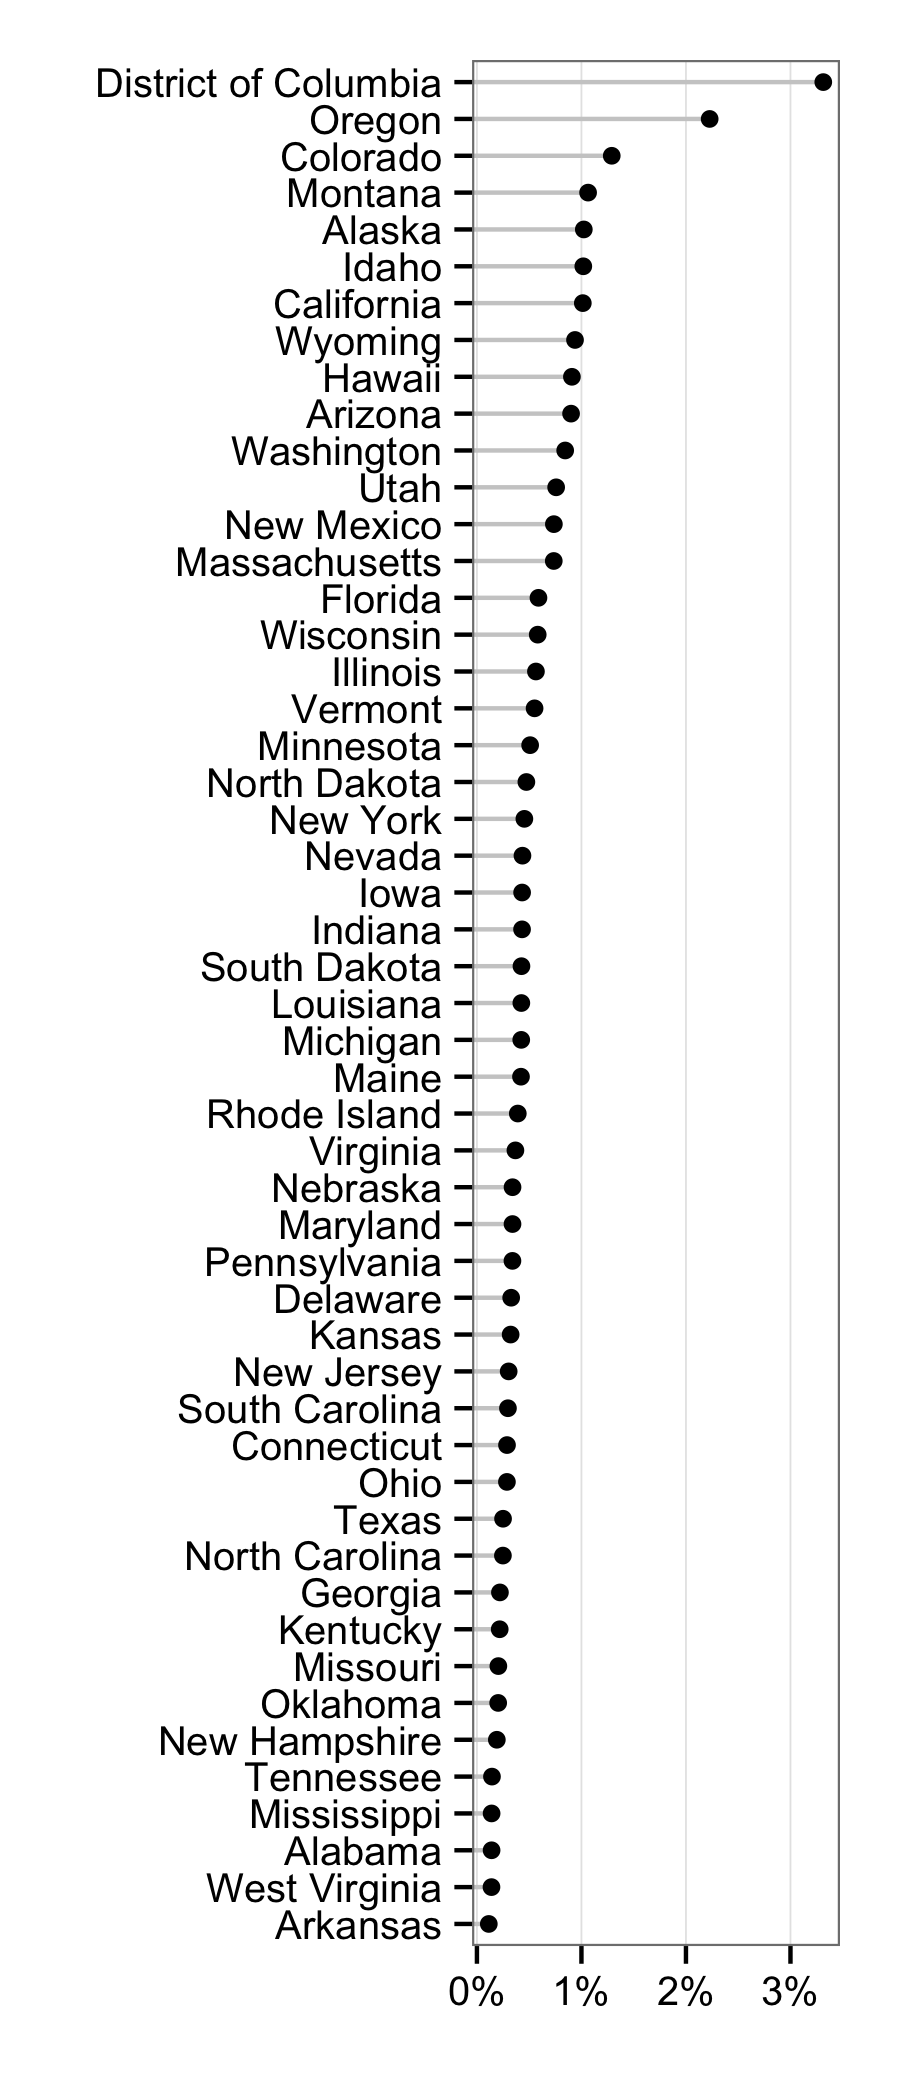 District of Columbia
Oregon
Colorado
Montana
Alaska
Idaho
California
Wyoming
Hawaii
Arizona
Washington
Utah
New Mexico
Massachusetts
Florida
Wisconsin
Illinois
Vermont
Minnesota
North Dakota
New York
Nevada
Iowa
Indiana
South Dakota
Louisiana
Michigan
Maine
Rhode Island
Virginia
Nebraska
Maryland
Pennsylvania
Delaware
Kansas
New Jersey
South Carolina
Connecticut
Ohio
Texas
North Carolina
Georgia
Kentucky
Missouri
Oklahoma
New Hampshire
Tennessee
Mississippi
Alabama
West Virginia
Arkansas
0% 1% 2% 3%